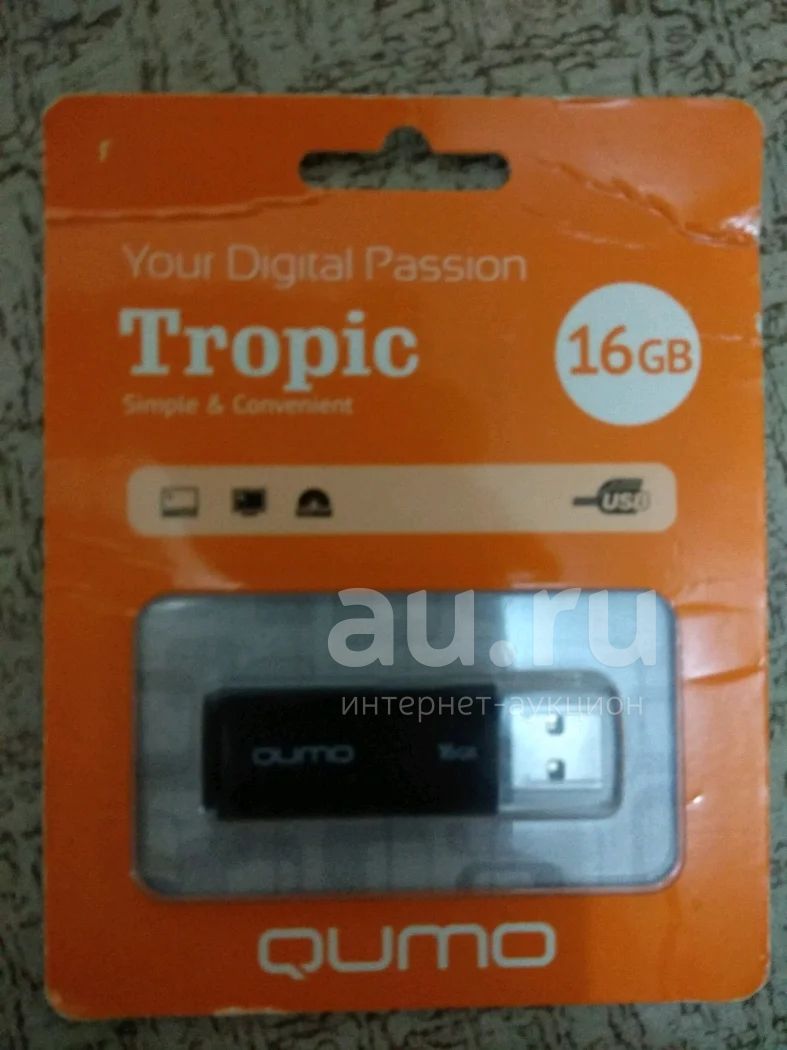 Your Digital Passion
Tropic
16GB
Simple & Convenient
USB
au.ru
интернет-аукцион
QUMO 16GB
QUMO